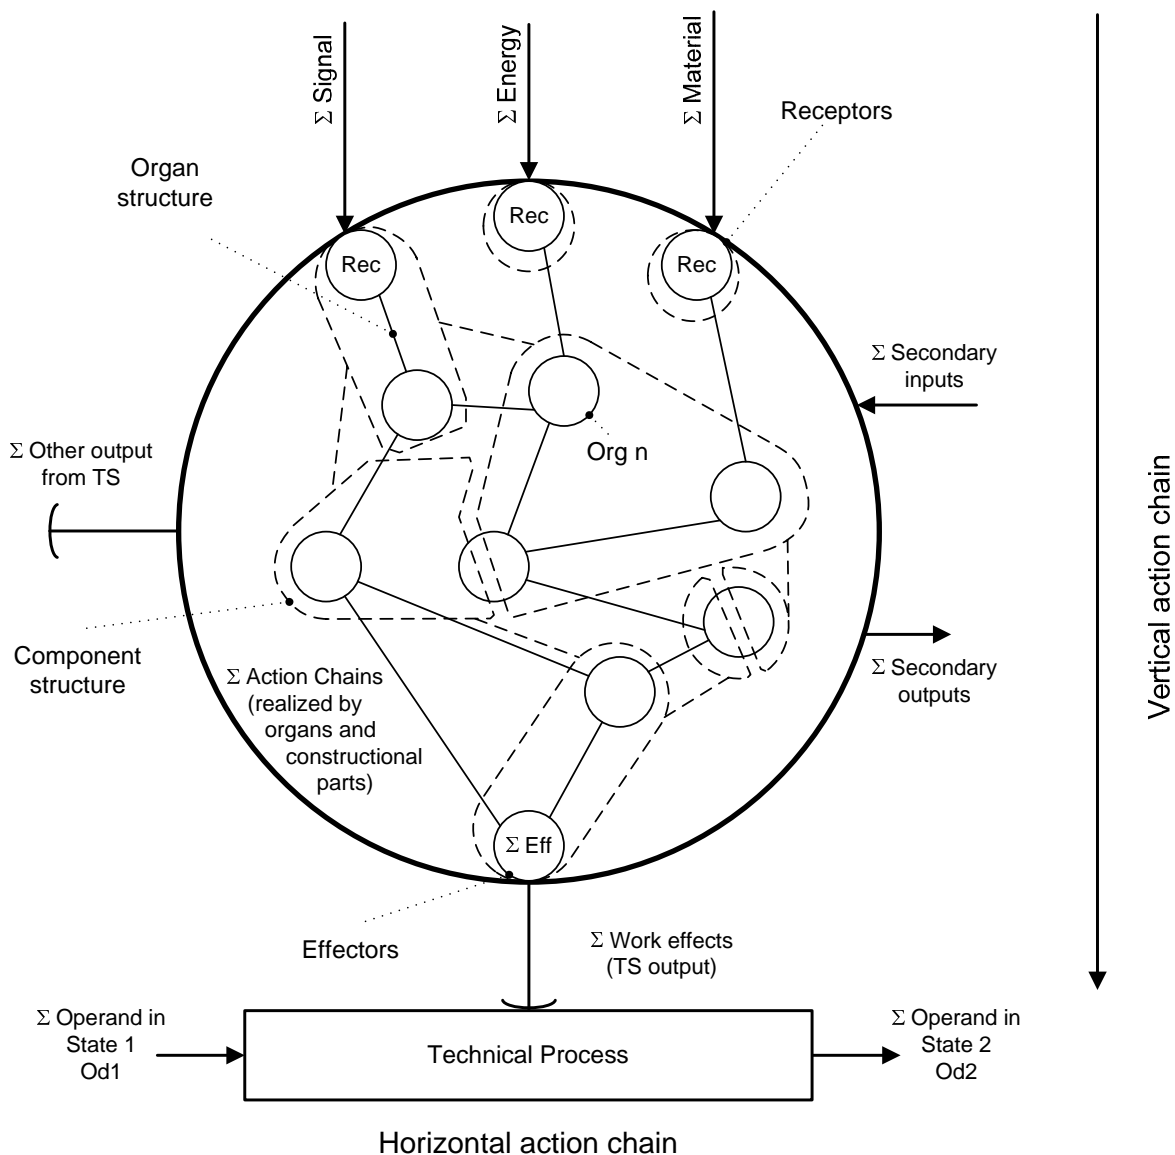 Σ Signal
Σ Energy
Σ Material
Receptors
Organ
structure
Rec
Rec
Rec
Σ Secondary
inputs
Org n
Σ Other output
from TS
Vertical action chain
Component
structure
Σ Action Chains
(realized by
organs and
constructional
parts)
Σ Secondary
outputs
Σ Eff
Effectors
Σ Work effects
(TS output)
Σ Operand in
State 1
Od1
Technical Process
Σ Operand in
State 2
Od2
Horizontal action chain